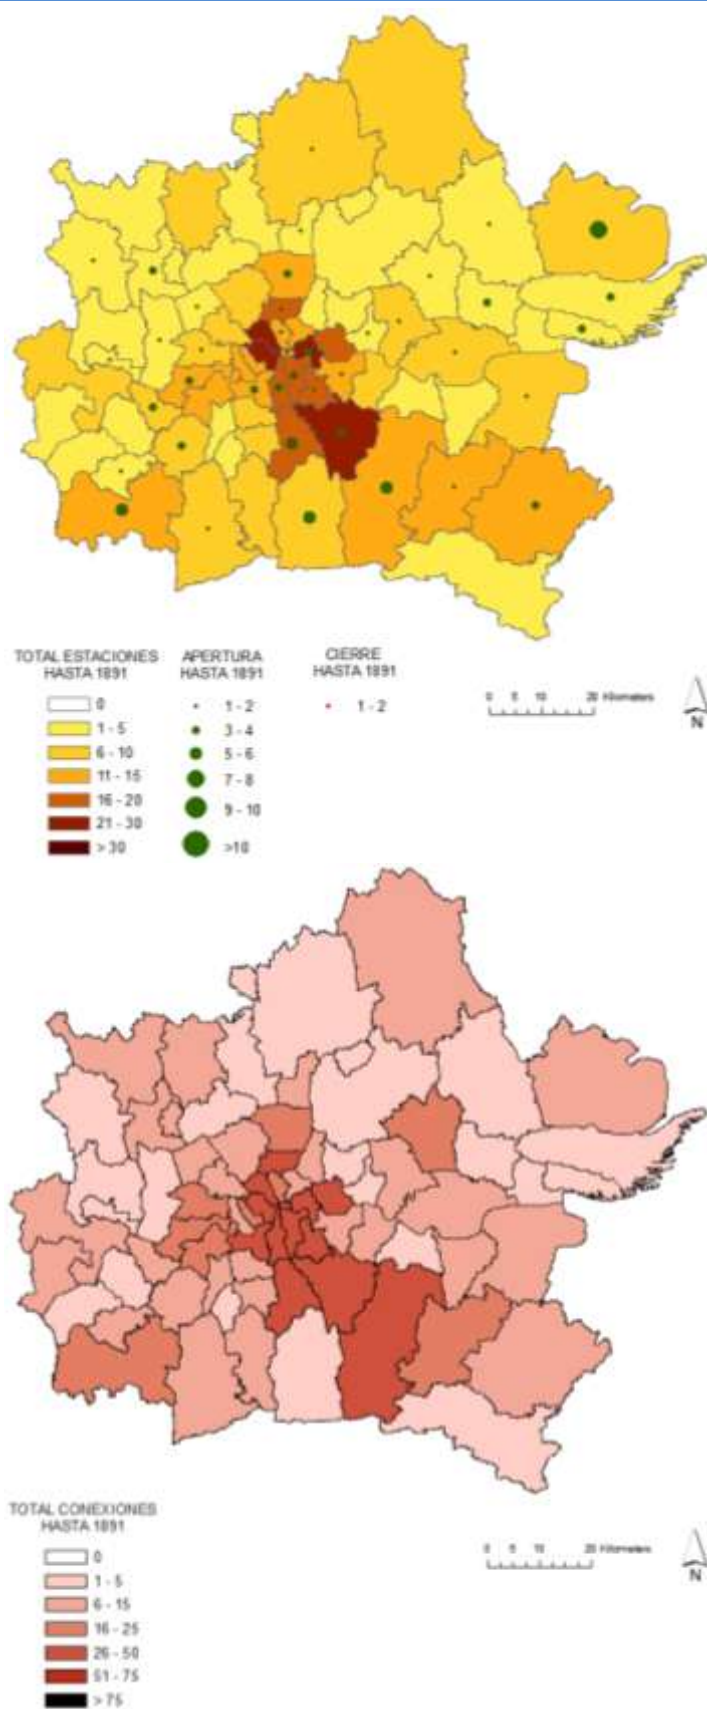 TOTAL ESTACIONES
HASTA 1891
0
1 - 5
6 - 10
11 - 15
16 - 20
21 - 30
> 30
APERTURA
HASTA 1891
1 - 2
3 - 4
5 - 6
7 - 8
9 - 10
>10
CIERRE
HASTA 1891
1 - 2
0 5 10 20 Kilometers
N
TOTAL CONEXIONES
HASTA 1891
0
1 - 5
6 - 15
16 - 25
26 - 50
51 - 75
> 75
0 5 10 20 Kilometers
N